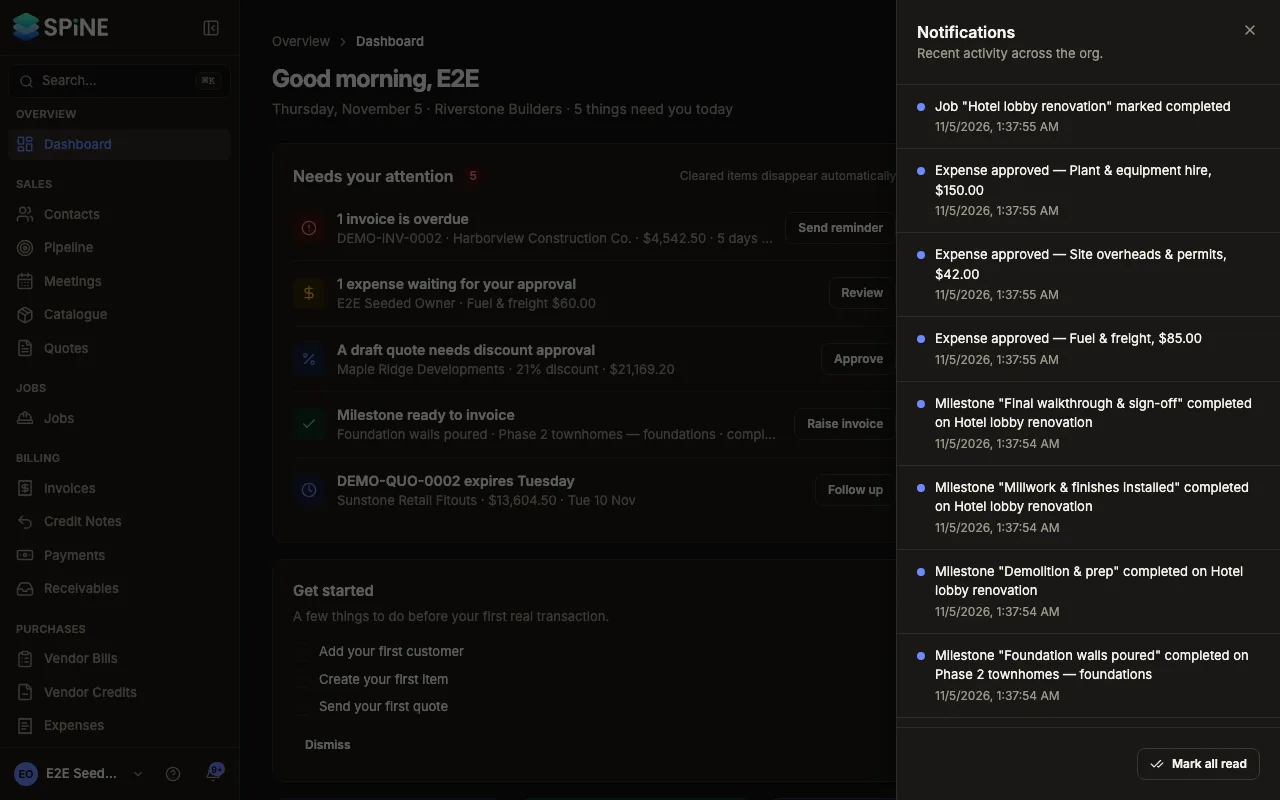 SPiNE
Search...
⌘K
OVERVIEW
Dashboard
SALES
Contacts
Pipeline
Meetings
Catalogue
Quotes
JOBS
Jobs
BILLING
Invoices
Credit Notes
Payments
Receivables
PURCHASES
Vendor Bills
Vendor Credits
Expenses
EO
E2E Seed...
9+
Overview > Dashboard
Good morning, E2E
Thursday, November 5 · Riverstone Builders · 5 things need you today
Needs your attention 5
Cleared items disappear automatically
1 invoice is overdue
DEMO-INV-0002 · Harborview Construction Co. · $4,542.50 · 5 days ...
Send reminder
1 expense waiting for your approval
E2E Seeded Owner · Fuel & freight $60.00
Review
A draft quote needs discount approval
Maple Ridge Developments · 21% discount · $21,169.20
Approve
Milestone ready to invoice
Foundation walls poured · Phase 2 townhomes — foundations · compl...
Raise invoice
DEMO-QUO-0002 expires Tuesday
Sunstone Retail Fitouts · $13,604.50 · Tue 10 Nov
Follow up
Get started
A few things to do before your first real transaction.
Add your first customer
Create your first item
Send your first quote
Dismiss
Notifications
Recent activity across the org.
Job "Hotel lobby renovation" marked completed
11/5/2026, 1:37:55 AM
Expense approved — Plant & equipment hire,
$150.00
11/5/2026, 1:37:55 AM
Expense approved — Site overheads & permits,
$42.00
11/5/2026, 1:37:55 AM
Expense approved — Fuel & freight, $85.00
11/5/2026, 1:37:55 AM
Milestone "Final walkthrough & sign-off" completed
on Hotel lobby renovation
11/5/2026, 1:37:54 AM
Milestone "Millwork & finishes installed" completed
on Hotel lobby renovation
11/5/2026, 1:37:54 AM
Milestone "Demolition & prep" completed on Hotel
lobby renovation
11/5/2026, 1:37:54 AM
Milestone "Foundation walls poured" completed on
Phase 2 townhomes — foundations
11/5/2026, 1:37:54 AM
Mark all read